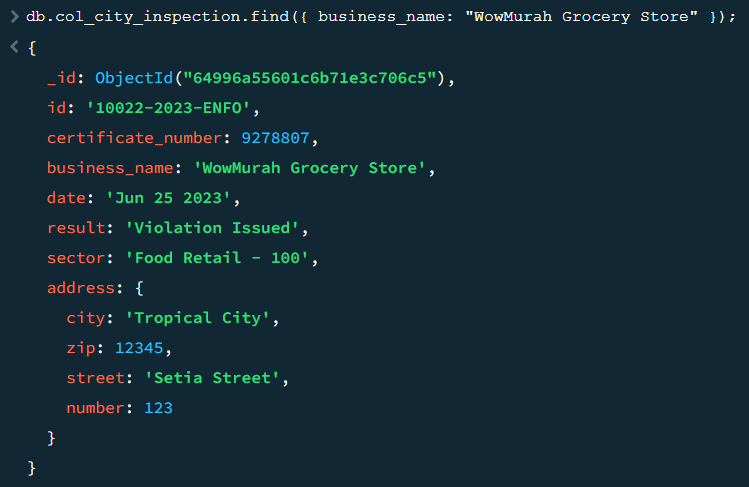 > db.col_city_inspection.find({ business_name: "WowMurah Grocery Store" });
< {
_id: ObjectId("64996a55601c6b71e3c706c5"),
id: '10022-2023-ENFO',
certificate_number: 9278807,
business_name: 'WowMurah Grocery Store',
date: 'Jun 25 2023',
result: 'Violation Issued',
sector: 'Food Retail - 100',
address: {
city: 'Tropical City',
zip: 12345,
street: 'Setia Street',
number: 123
}
}